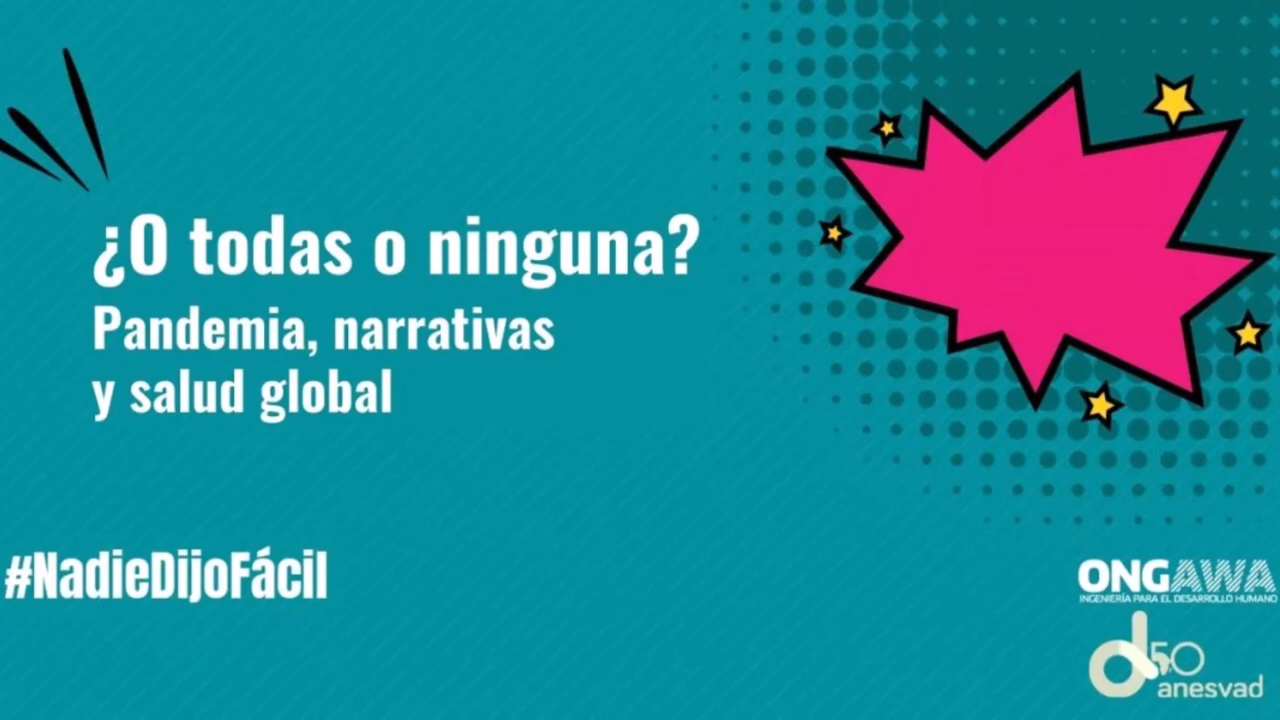 ¿O todas o ninguna?
Pandemia, narrativas
y salud global
#NadieDijoFácil
ONGAWA
INGENIERÍA PARA EL DESARROLLO HUMANO
50
anesvad